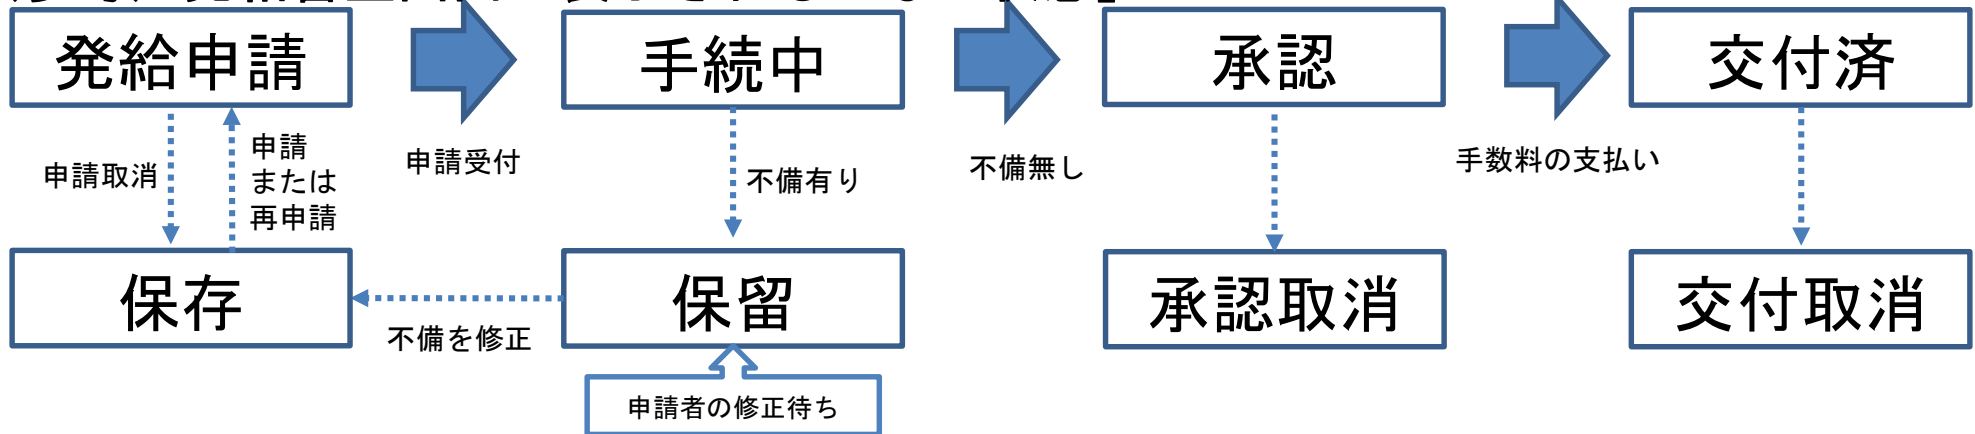 発給申請
手続中
承認
交付済
申請取消
申請
または
再申請
申請受付
不備有り
不備無し
手数料の支払い
保存
不備を修正
保留
承認取消
交付取消
申請者の修正待ち